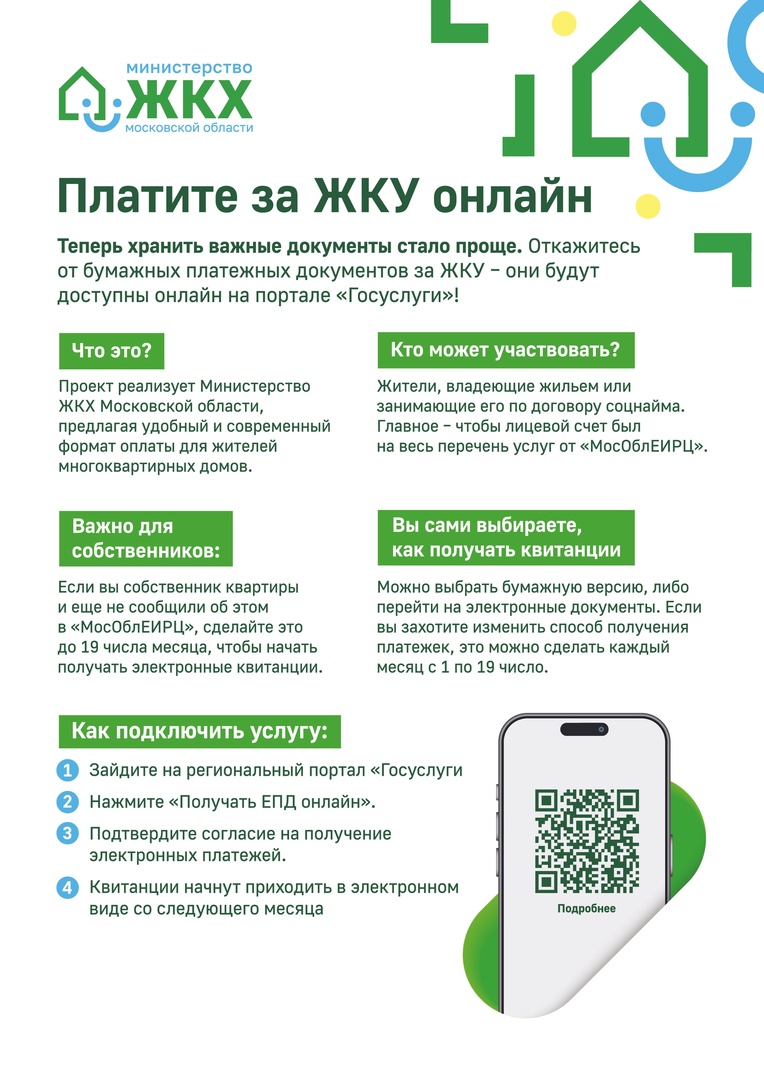 министерство
ЖКХ
московской области
Платите за ЖКУ онлайн
Теперь хранить важные документы стало проще. Откажитесь
от бумажных платежных документов за ЖКУ – они будут
доступны онлайн на портале «Госуслуги»!
Что это?
Проект реализует Министерство
ЖКХ Московской области,
предлагая удобный и современный
формат оплаты для жителей
многоквартирных домов.
Кто может участвовать?
Жители, владеющие жильем или
занимающие его по договору соцнайма.
Главное – чтобы лицевой счет был
на весь перечень услуг от «МосОблЕИРЦ».
Важно для
собственников:
Если вы собственник квартиры
и еще не сообщили об этом
в «МосОблЕИРЦ», сделайте это
до 19 числа месяца, чтобы начать
получать электронные квитанции.
Вы сами выбираете,
как получать квитанции
Можно выбрать бумажную версию, либо
перейти на электронные документы. Если
вы захотите изменить способ получения
платежек, это можно сделать каждый
месяц с 1 по 19 число.
Как подключить услугу:
1 Зайдите на региональный портал «Госуслуги
2 Нажмите «Получать ЕПД онлайн».
3 Подтвердите согласие на получение
электронных платежей.
4 Квитанции начнут приходить в электронном
виде со следующего месяца
Подробнее